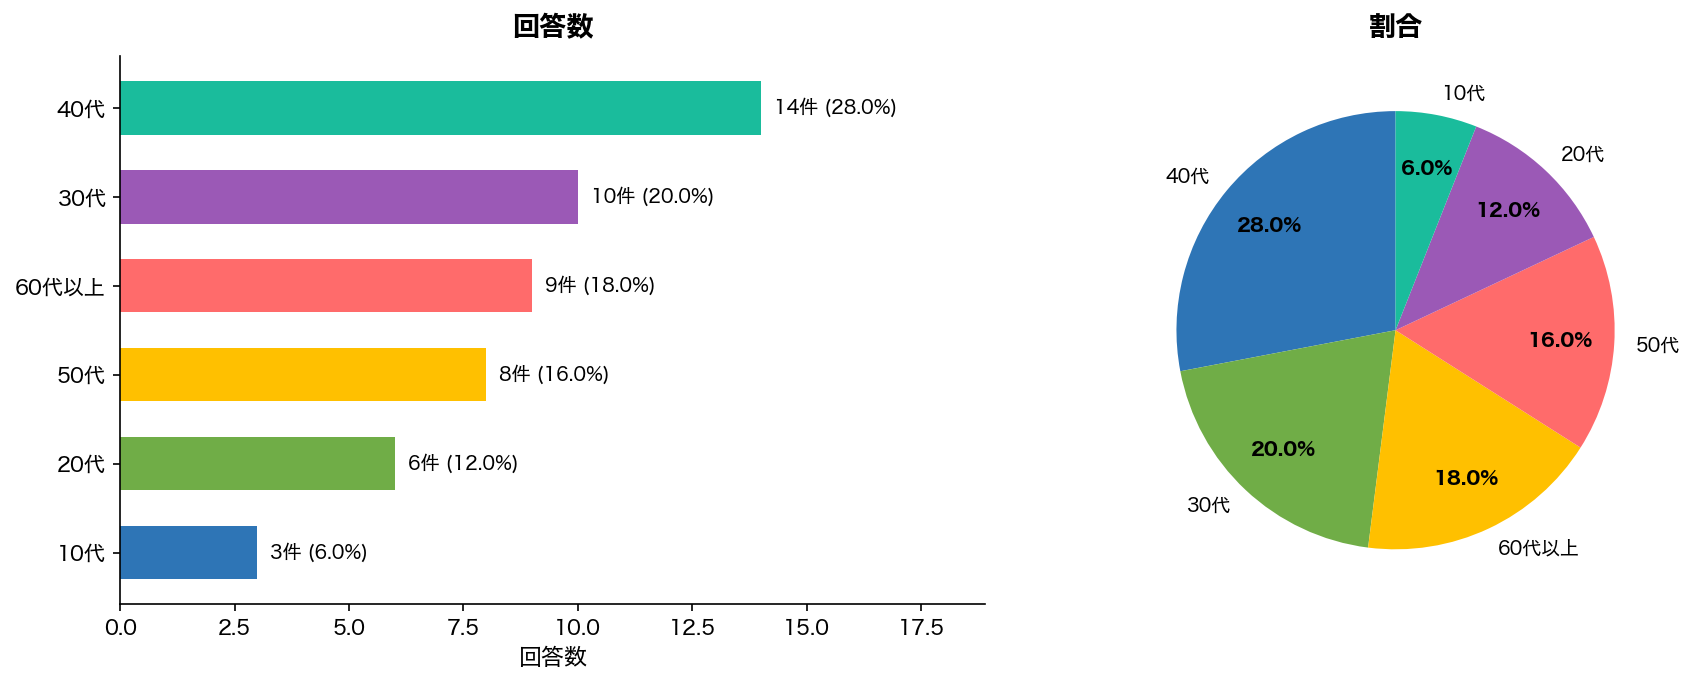 回答数
40代
14件 (28.0%)
30代
10件 (20.0%)
60代以上
9件 (18.0%)
50代
8件 (16.0%)
20代
6件 (12.0%)
10代
3件 (6.0%)
0.0 2.5 5.0 7.5 10.0 12.5 15.0 17.5
回答数
割合
10代
6.0%
20代
12.0%
50代
16.0%
60代以上
18.0%
30代
20.0%
40代
28.0%